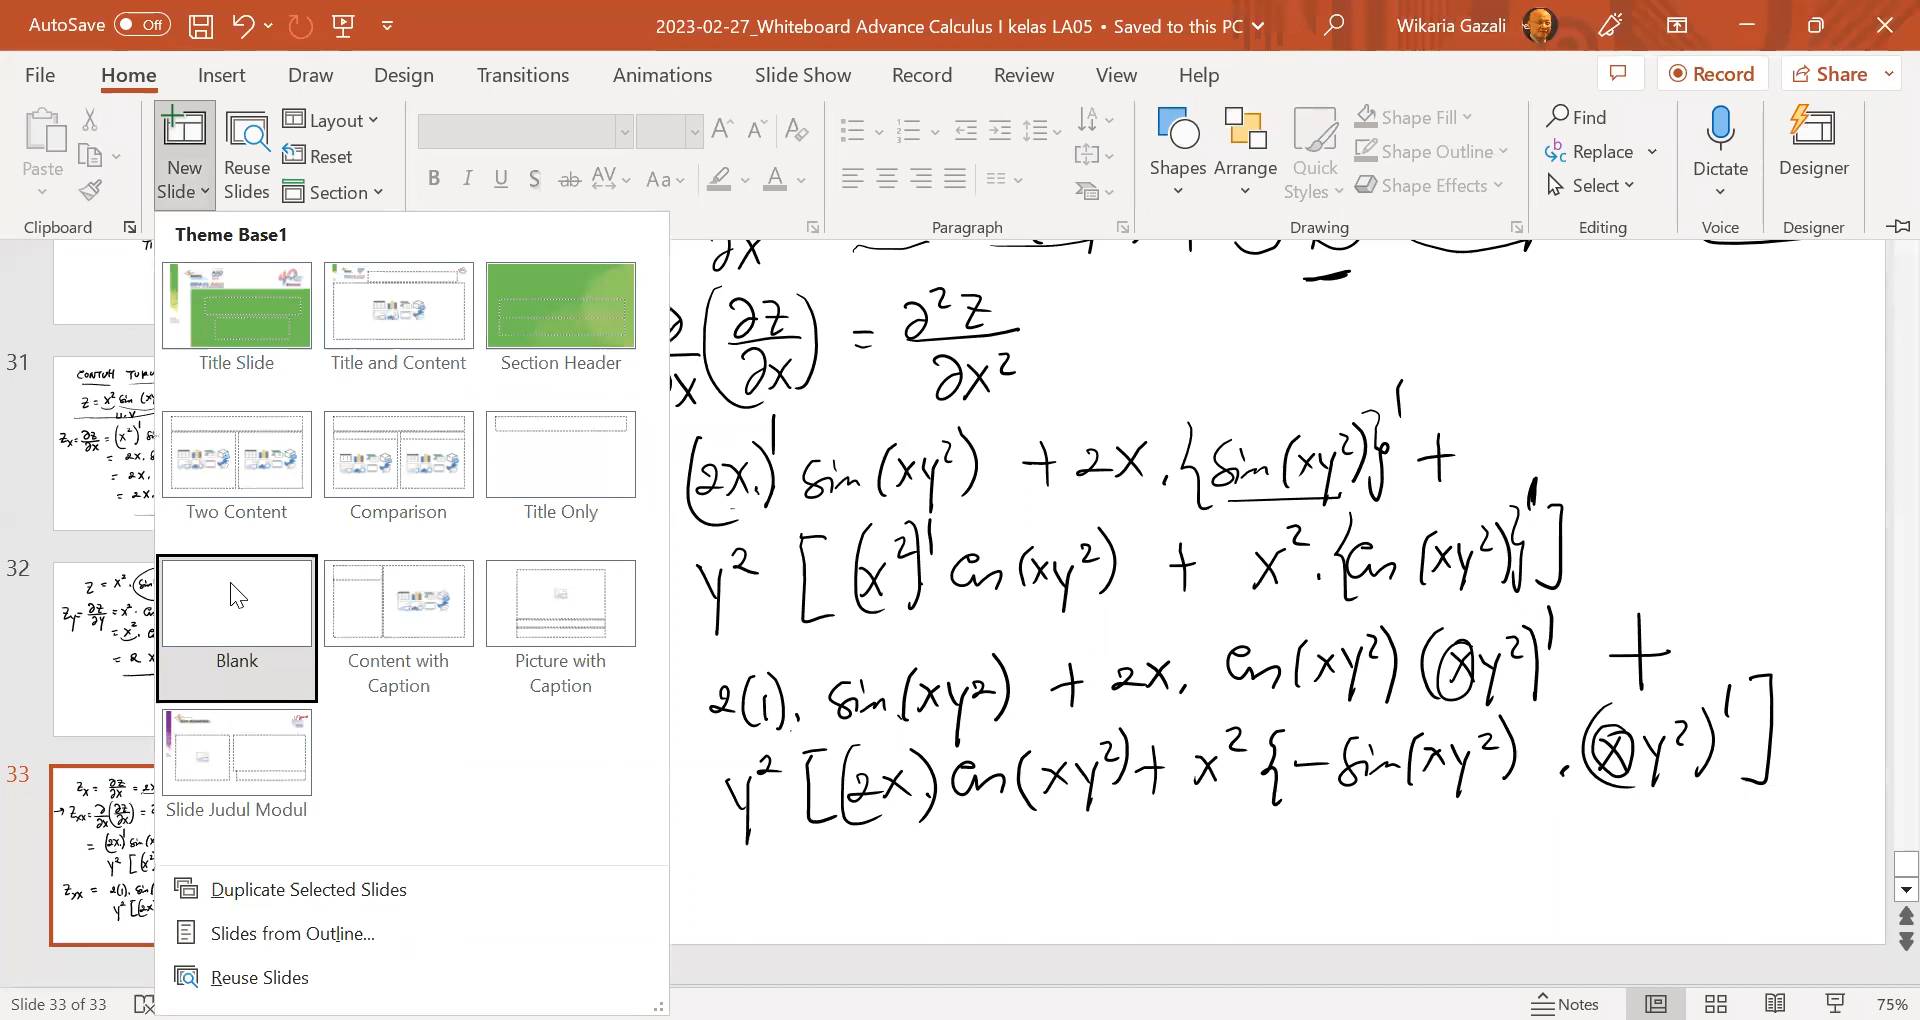 AutoSave Off
2023-02-27_Whiteboard Advance Calculus I kelas LA05 • Saved to this PC
Wikaria Gazali
File Home Insert Draw Design Transitions Animations Slide Show Record Review View Help
Record Share
Paste
New Slide
Reuse Slides
Layout
Reset
Section
B I U S ab AV Aa A
Shapes
Arrange
Quick Styles
Shape Fill
Shape Outline
Shape Effects
Find
Replace
Select
Dictate
Designer
Clipboard Paragraph Drawing Editing Voice Designer
Theme Base1
Title Slide
Title and Content
Section Header
Two Content
Comparison
Title Only
Blank
Content with Caption
Picture with Caption
Slide Judul Modul
Duplicate Selected Slides
Slides from Outline...
Reuse Slides
31
32
33
∂x
(∂z/∂x) = ∂²z/∂x²
(2x.)' sin(xy²) + 2x.{sin(xy²)}' +
y² [(x²)' cos(xy²) + x².{cos(xy²)}']
2(1). sin(xy²) + 2x. cos(xy²) (xy²)' +
y² [(2x) cos(xy²) + x² {-sin(xy²) . (xy²)']
Slide 33 of 33
Notes
75%